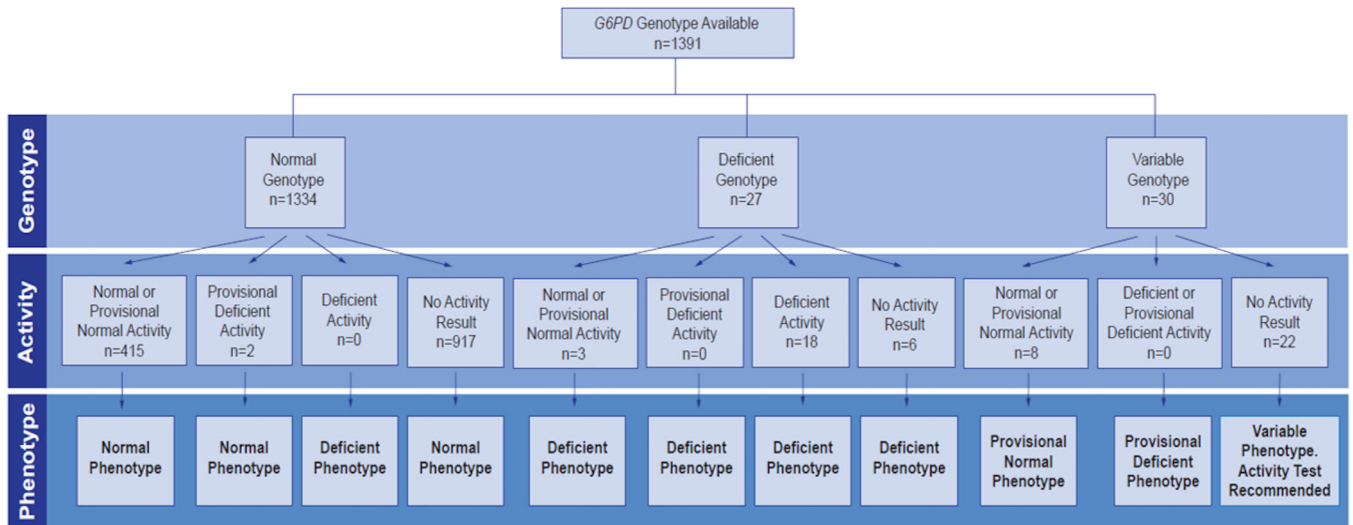 G6PD Genotype Available
n=1391
Genotype
Normal
Genotype
n=1334
Deficient
Genotype
n=27
Variable
Genotype
n=30
Activity
Normal or
Provisional
Normal Activity
n=415
Provisional
Deficient
Activity
n=2
Deficient
Activity
n=0
No Activity
Result
n=917
Normal or
Provisional
Normal Activity
n=3
Provisional
Deficient
Activity
n=0
Deficient
Activity
n=18
No Activity
Result
n=6
Normal or
Provisional
Normal Activity
n=8
Deficient or
Provisional
Deficient Activity
n=0
No Activity
Result
n=22
Phenotype
Normal
Phenotype
Normal
Phenotype
Deficient
Phenotype
Normal
Phenotype
Deficient
Phenotype
Deficient
Phenotype
Deficient
Phenotype
Deficient
Phenotype
Provisional
Normal
Phenotype
Provisional
Deficient
Phenotype
Variable
Phenotype.
Activity Test
Recommended